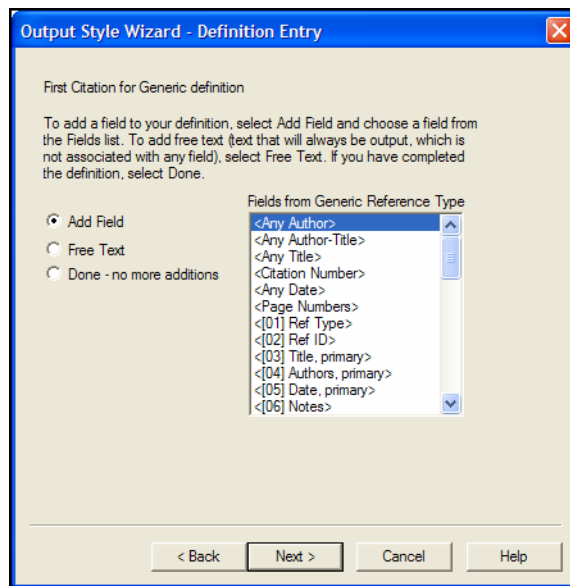 Output Style Wizard - Definition Entry
First Citation for Generic definition
To add a field to your definition, select Add Field and choose a field from
the Fields list. To add free text (text that will always be output, which is
not associated with any field), select Free Text. If you have completed
the definition, select Done.
Fields from Generic Reference Type
Add Field
Free Text
Done - no more additions
<Any Author>
<Any Author-Title>
<Any Title>
<Citation Number>
<Any Date>
<Page Numbers>
<[01] Ref Type>
<[02] Ref ID>
<[03] Title, primary>
<[04] Authors, primary>
<[05] Date, primary>
<[06] Notes>
< Back
Next >
Cancel
Help